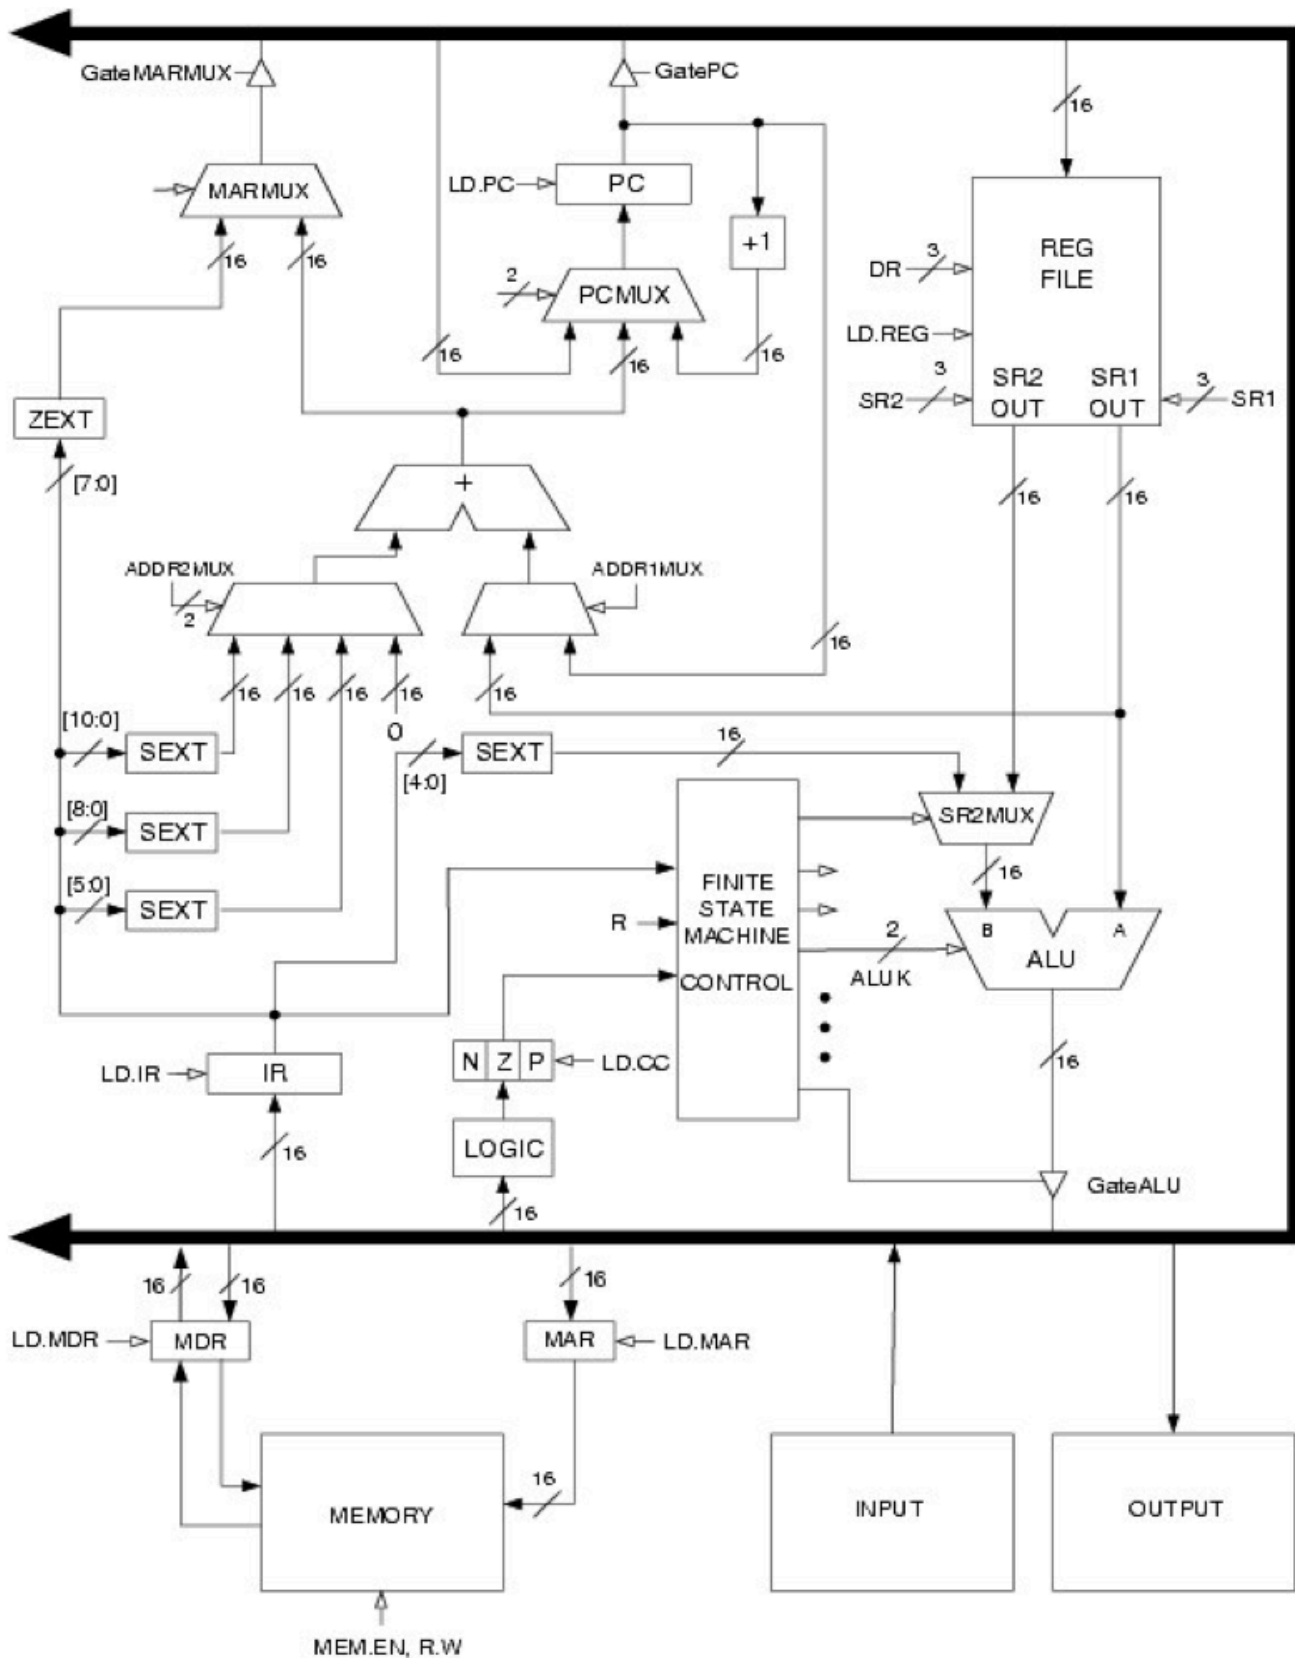 GateMARMUX
GatePC
16
LD.PC
PC
MARMUX
+1
REG
FILE
DR
3
16
16
2
PCMUX
LD.REG
16
16
16
3
SR2
SR2
OUT
SR1
OUT
3
SR1
ZEXT
[7:0]
+
16
16
ADDR2MUX
2
ADDR1MUX
16
16
16
16
16
16
[10:0]
SEXT
0
[4:0]
SEXT
16
[8:0]
SEXT
SR2MUX
16
[5:0]
SEXT
R
FINITE
STATE
MACHINE
CONTROL
2
ALUK
B
A
ALU
16
LD.IR
IR
N Z P
LD.CC
16
LOGIC
16
GateALU
16
16
16
LD.MDR
MDR
MAR
LD.MAR
16
MEMORY
INPUT
OUTPUT
MEM.EN, R.W